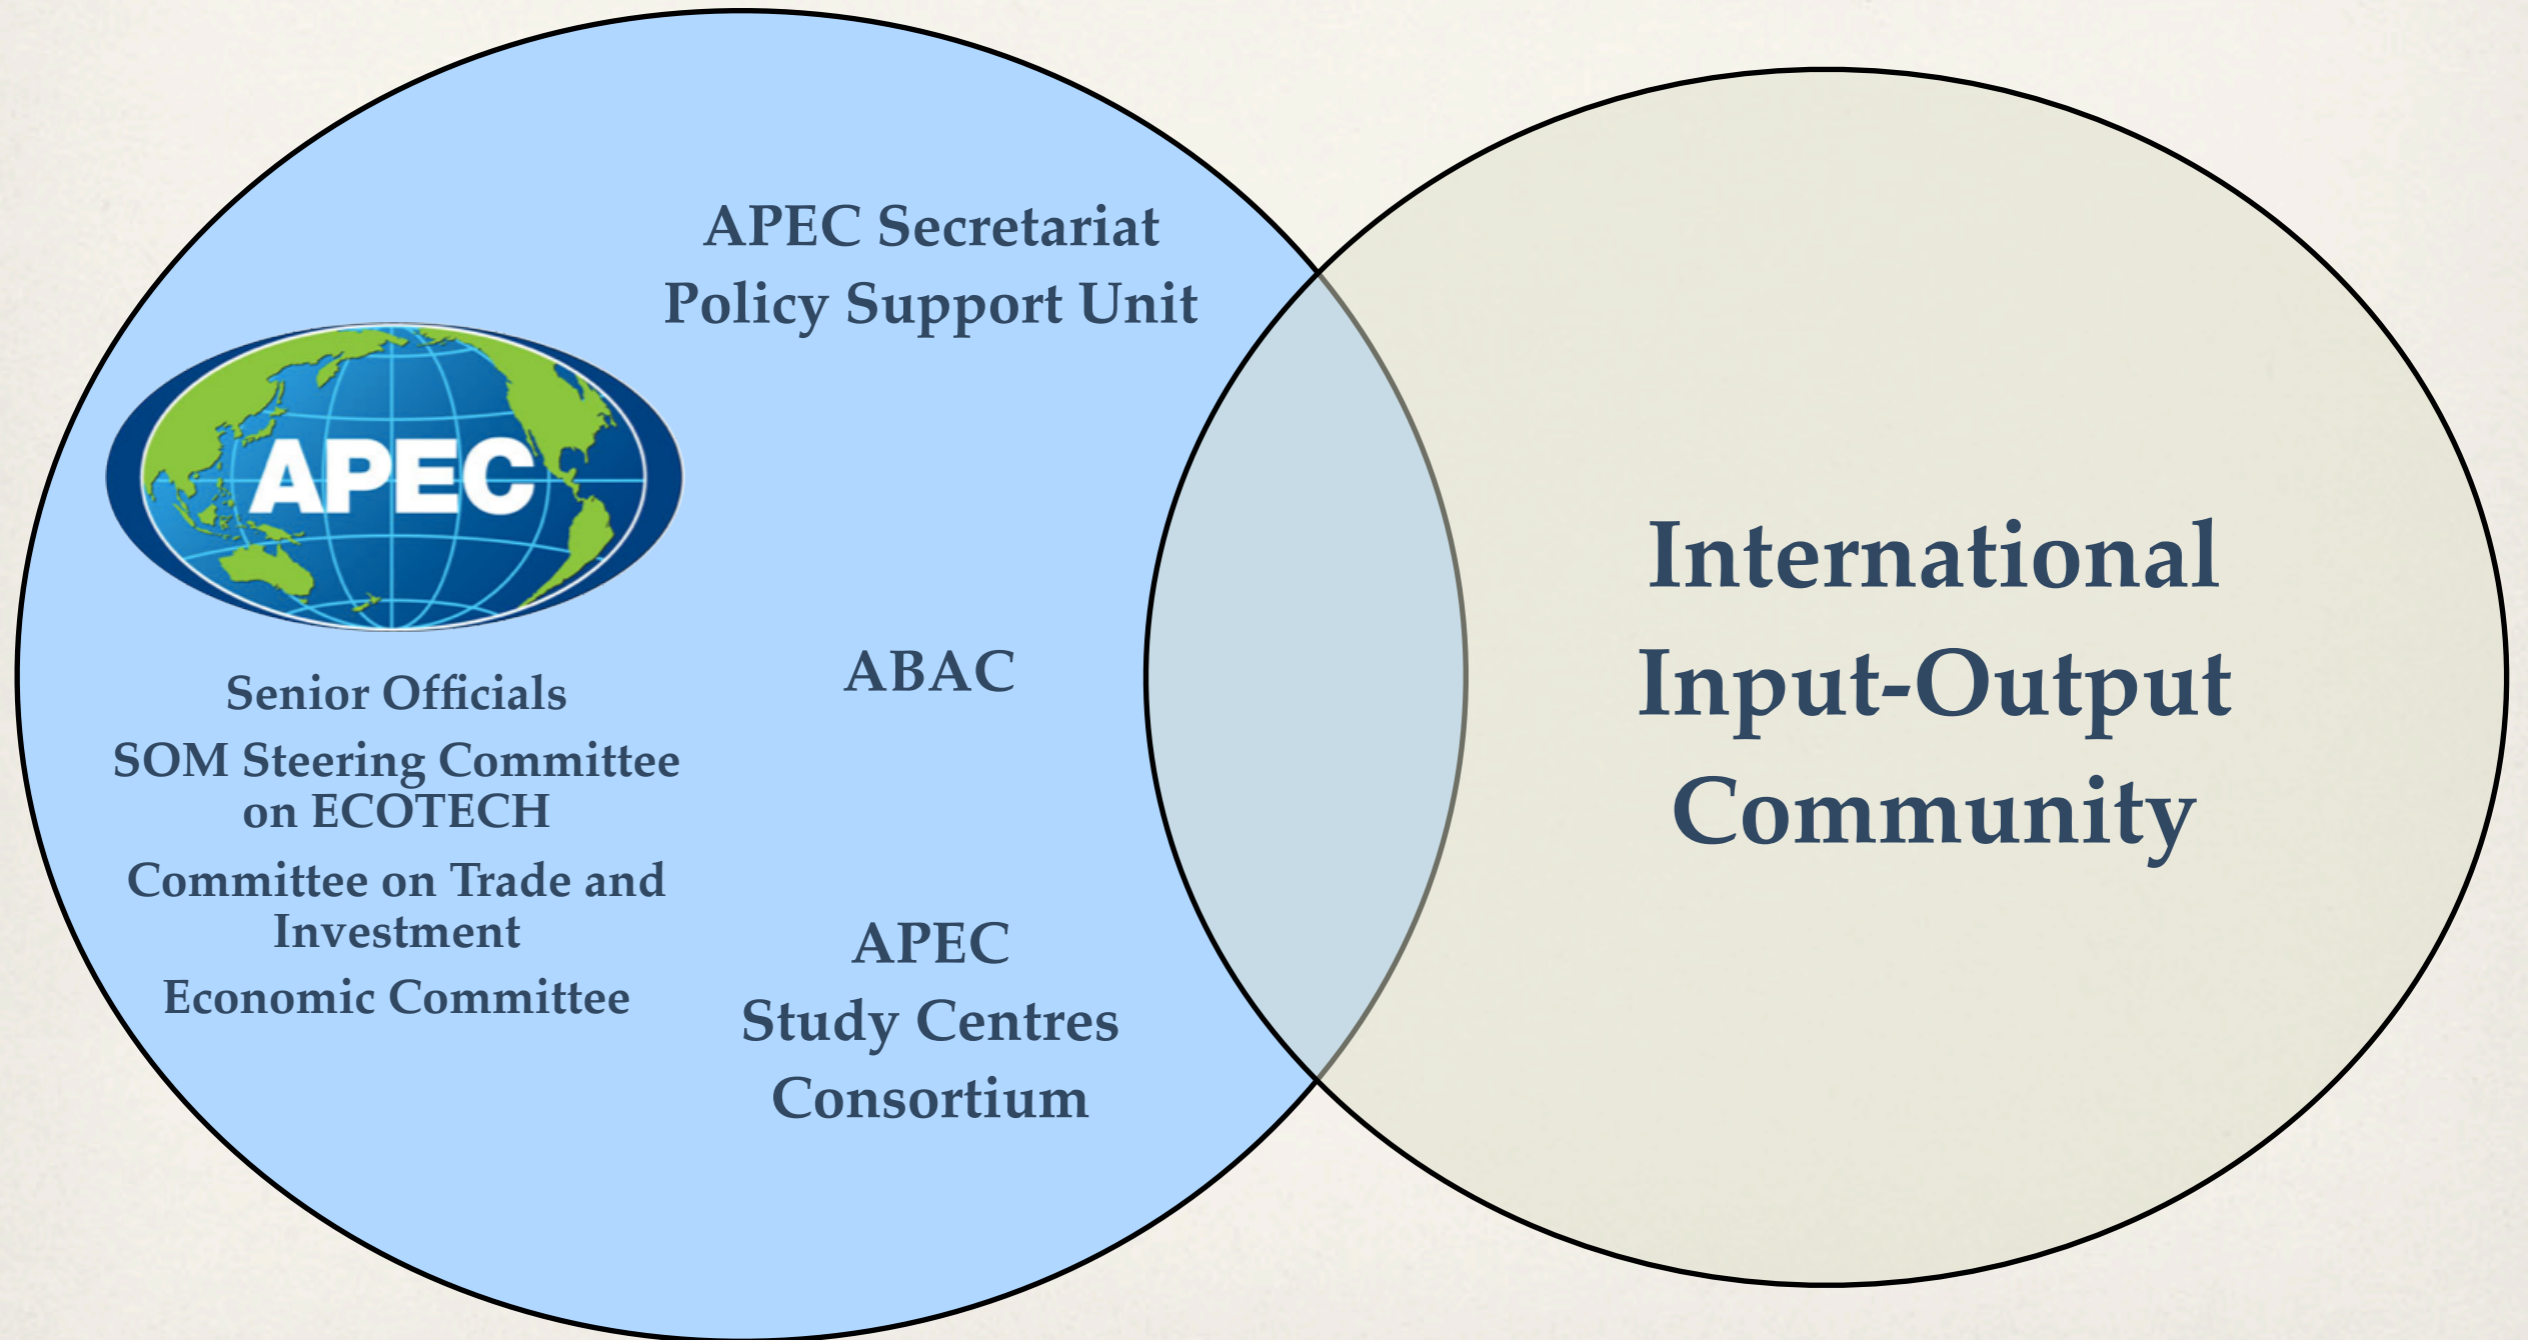 APEC Secretariat
Policy Support Unit
APEC
Senior Officials
SOM Steering Committee
on ECOTECH
Committee on Trade and
Investment
Economic Committee
ABAC
APEC
Study Centres
Consortium
International
Input-Output
Community